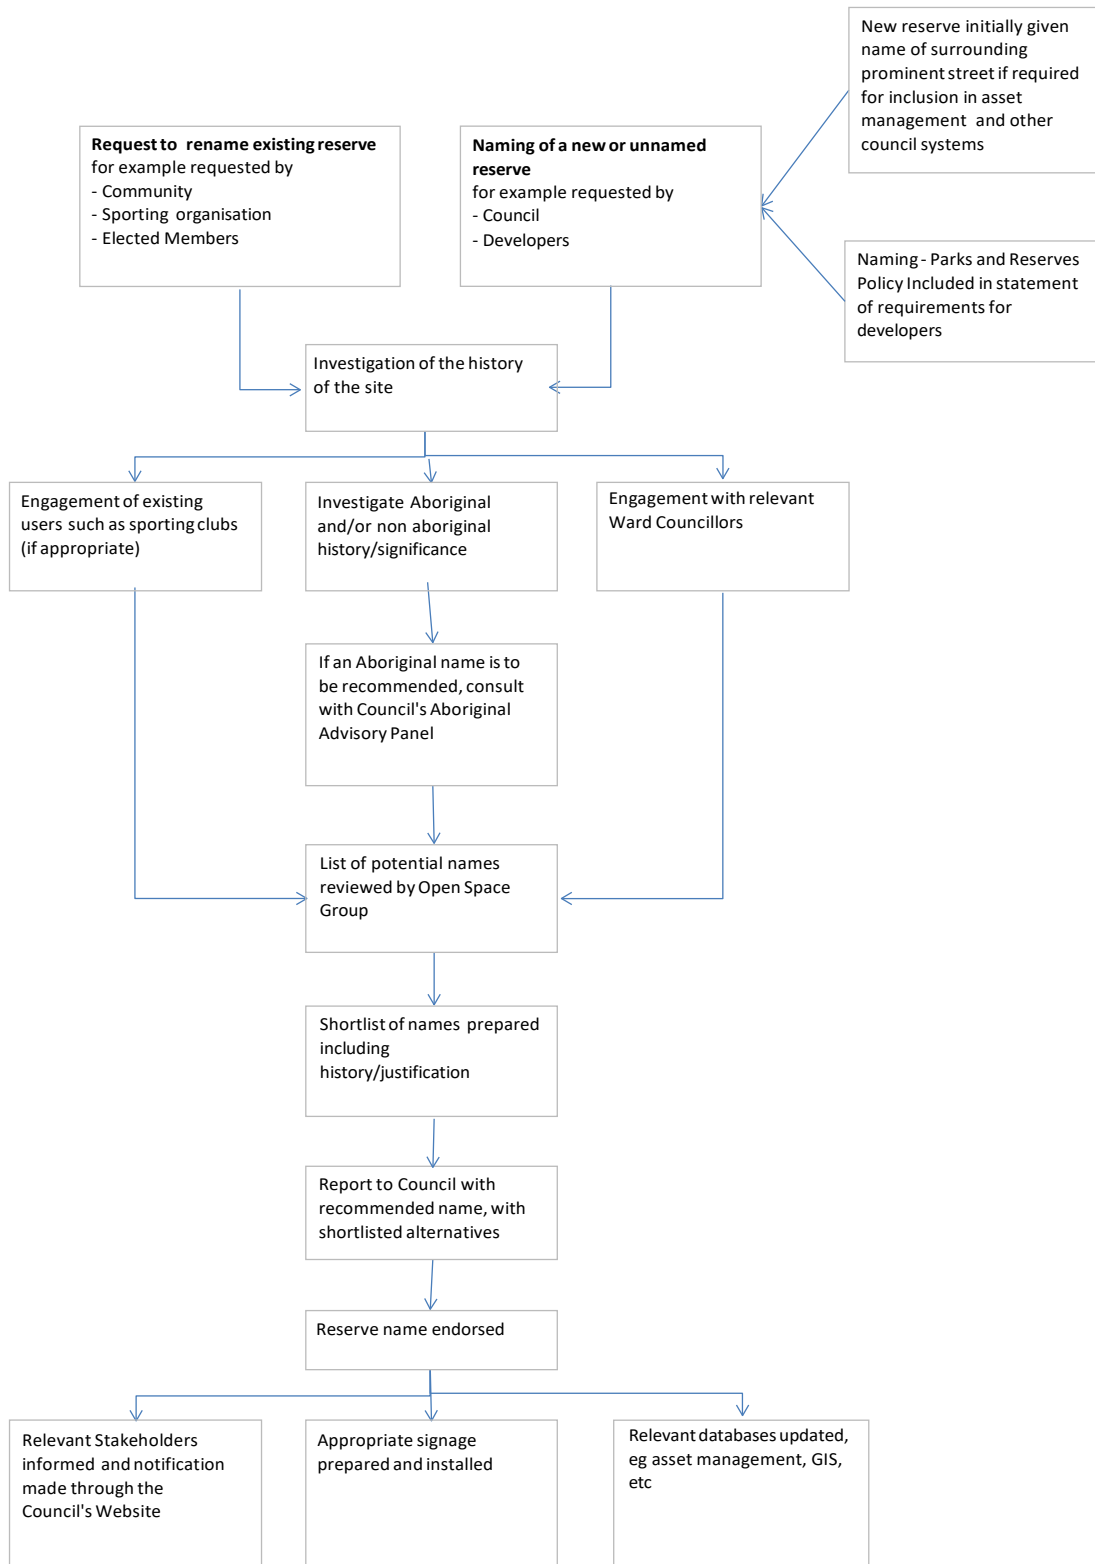 New reserve initially given
name of surrounding
prominent street if required
for inclusion in asset
management and other
council systems
Request to rename existing reserve
for example requested by
- Community
- Sporting organisation
- Elected Members
Naming of a new or unnamed
reserve
for example requested by
- Council
- Developers
Naming - Parks and Reserves
Policy Included in statement
of requirements for
developers
Investigation of the history
of the site
Engagement of existing
users such as sporting clubs
(if appropriate)
Investigate Aboriginal
and/or non aboriginal
history/significance
Engagement with relevant
Ward Councillors
If an Aboriginal name is to
be recommended, consult
with Council's Aboriginal
Advisory Panel
List of potential names
reviewed by Open Space
Group
Shortlist of names prepared
including
history/justification
Report to Council with
recommended name, with
shortlisted alternatives
Reserve name endorsed
Relevant Stakeholders
informed and notification
made through the
Council's Website
Appropriate signage
prepared and installed
Relevant databases updated,
eg asset management, GIS,
etc